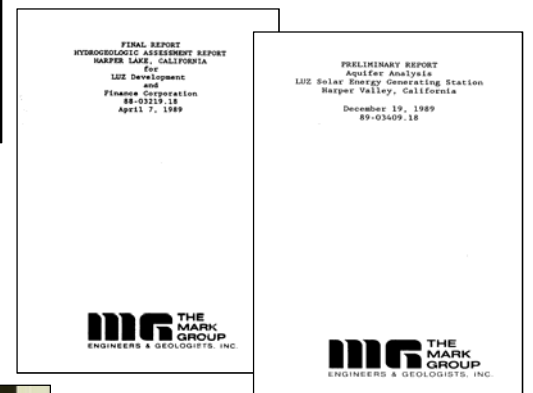 FINAL REPORT
HYDROGEOLOGIC ASSESSMENT REPORT
HARPER LAKE, CALIFORNIA
for
LUZ Development
and
Finance Corporation
88-03219.18
April 7, 1989
MG THE
MARK
GROUP
ENGINEERS & GEOLOGISTS, INC.
PRELIMINARY REPORT
Aquifer Analysis
LUZ Solar Energy Generating Station
Harper Valley, California
December 19, 1989
89-03409.18
MG THE
MARK
GROUP
ENGINEERS & GEOLOGISTS, INC.